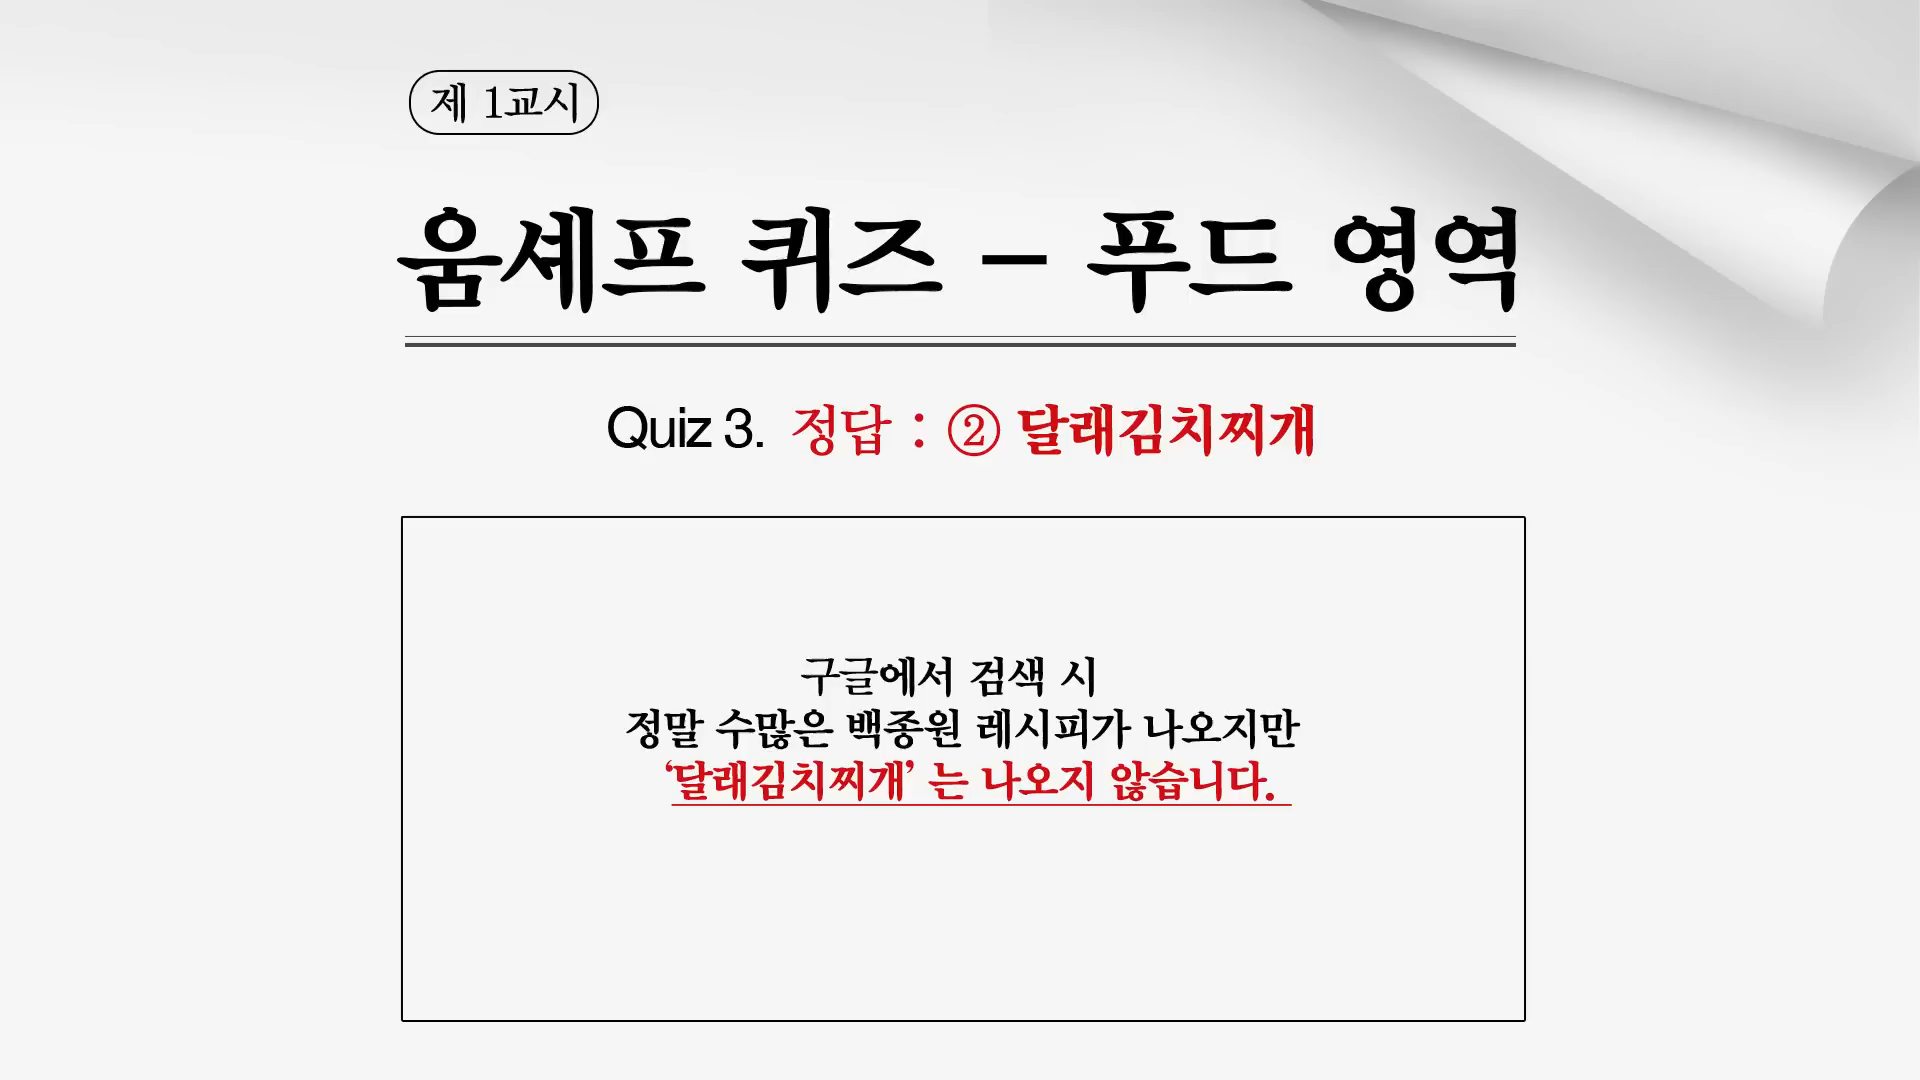 제 1교시
움셰프 퀴즈 - 푸드 영역
Quiz 3. 정답 : ② 달래김치찌개
구글에서 검색 시
정말 수많은 백종원 레시피가 나오지만
‘달래김치찌개’ 는 나오지 않습니다.